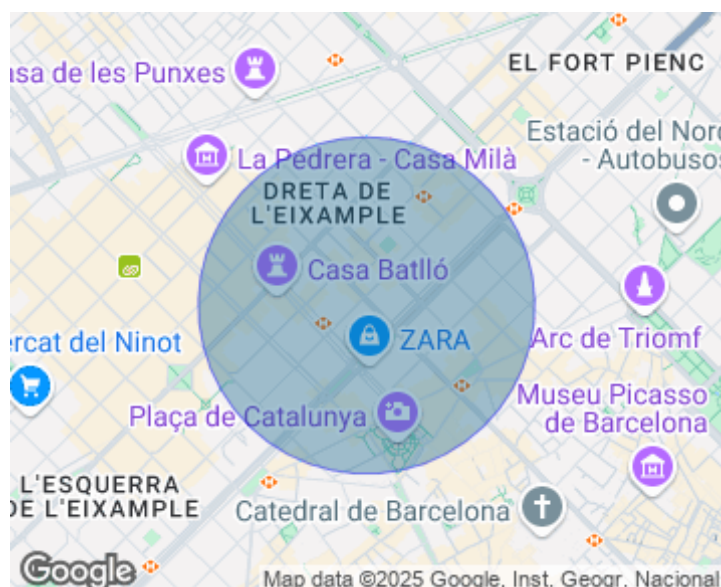 asa de les Punxes
EL FORT PIENC
Estació del Nord
- Autobusos
La Pedrera - Casa Milà
DRETA DE
L'EIXAMPLE
Casa Batlló
ercat del Ninot
ZARA
Arc de Triomf
Plaça de Catalunya
Museu Picasso
de Barcelona
L'ESQUERRA
DE L'EIXAMPLE
Catedral de Barcelona
Google
Map data ©2025 Google, Inst. Geogr. Nacional